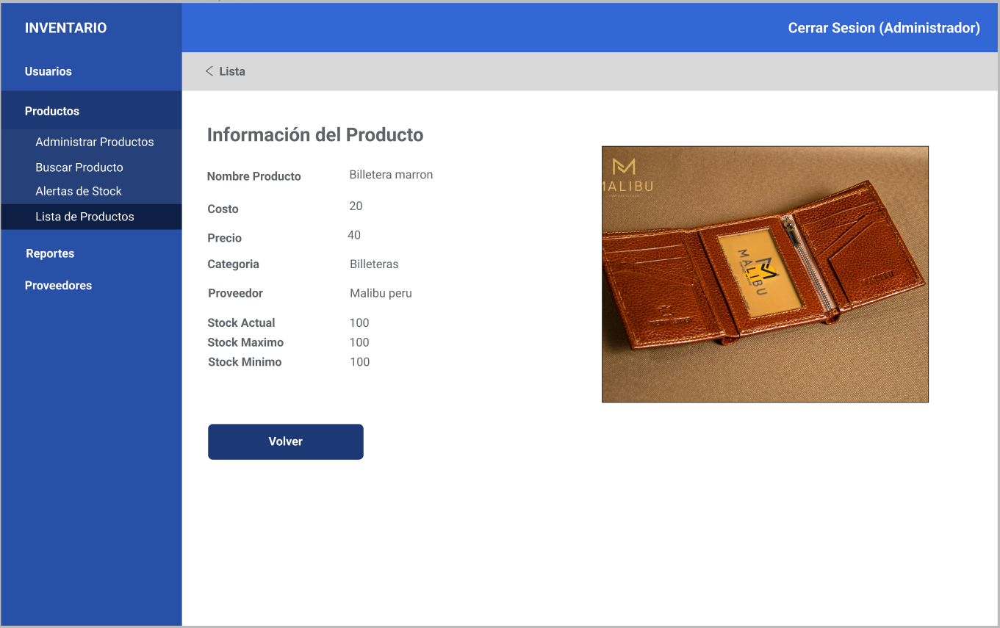 INVENTARIO
Cerrar Sesion (Administrador)
Usuarios
Lista
Productos
Administrar Productos
Buscar Producto
Alertas de Stock
Lista de Productos
Reportes
Proveedores
Información del Producto
Nombre Producto Billetera marron
Costo 20
Precio 40
Categoria Billeteras
Proveedor Malibu peru
Stock Actual 100
Stock Maximo 100
Stock Minimo 100
Volver
MALIBU
MALIBU
MALIBU